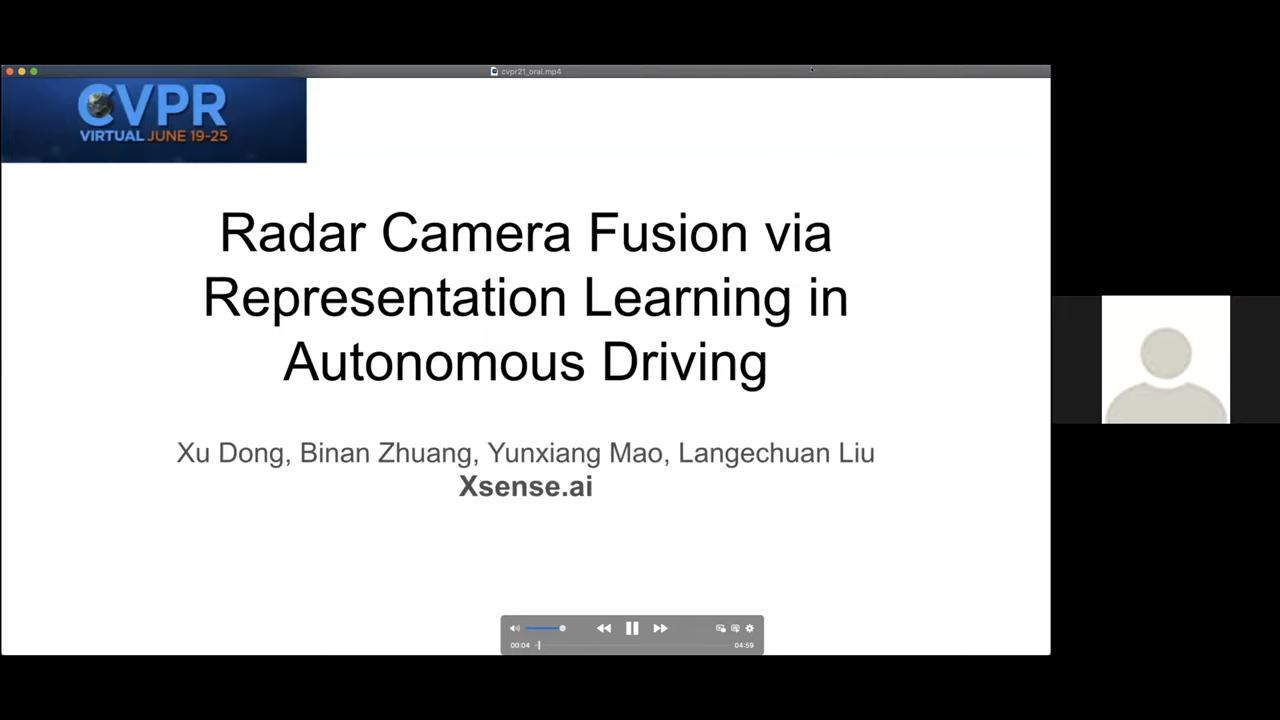 cvpr21_oral.mp4
CVPR
VIRTUAL JUNE 19-25
Radar Camera Fusion via
Representation Learning in
Autonomous Driving
Xu Dong, Binan Zhuang, Yunxiang Mao, Langechuan Liu
Xsense.ai
00:04
04:59